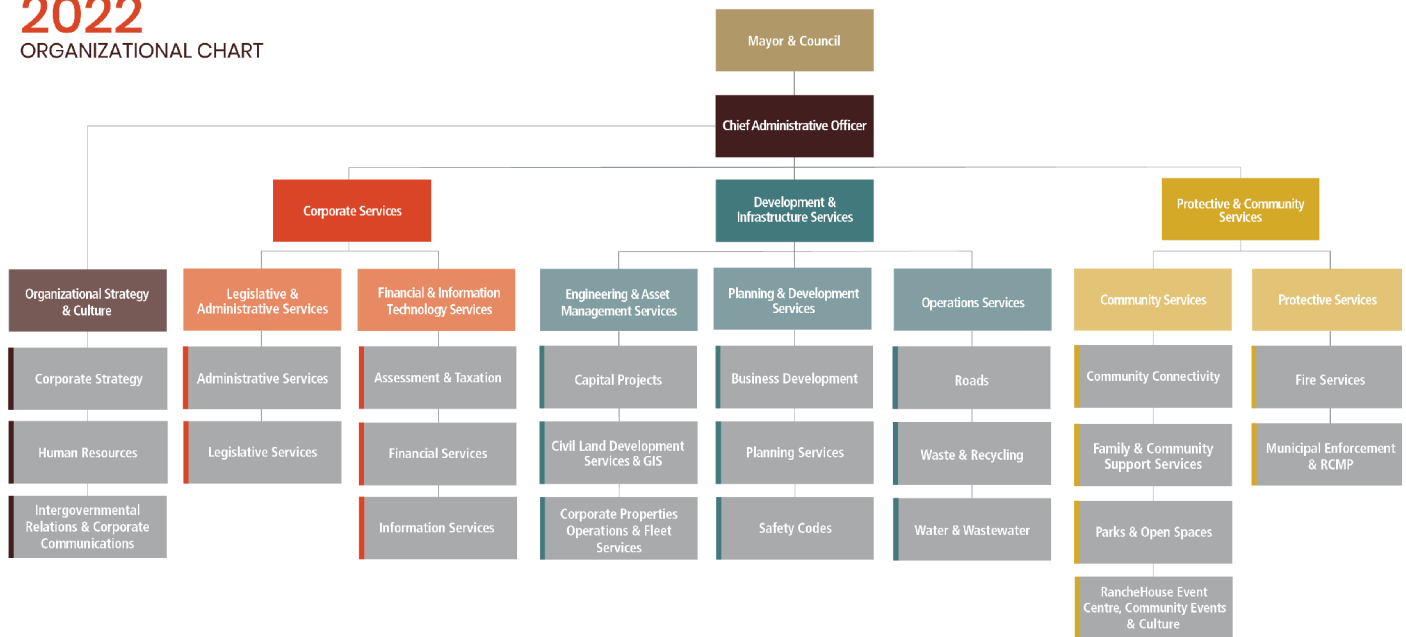 2022
ORGANIZATIONAL CHART
Mayor & Council
Chief Administrative Officer
Corporate Services
Development &
Infrastructure Services
Protective & Community
Services
Organizational Strategy
& Culture
Legislative &
Administrative Services
Financial & Information
Technology Services
Engineering & Asset
Management Services
Planning & Development
Services
Operations Services
Community Services
Protective Services
Corporate Strategy
Administrative Services
Assessment & Taxation
Capital Projects
Business Development
Roads
Community Connectivity
Fire Services
Human Resources
Legislative Services
Financial Services
Civil Land Development
Services & GIS
Planning Services
Waste & Recycling
Family & Community
Support Services
Municipal Enforcement
& RCMP
Intergovernmental
Relations & Corporate
Communications
Information Services
Corporate Properties
Operations & Fleet
Services
Safety Codes
Water & Wastewater
Parks & Open Spaces
RancheHouse Event
Centre, Community Events
& Culture